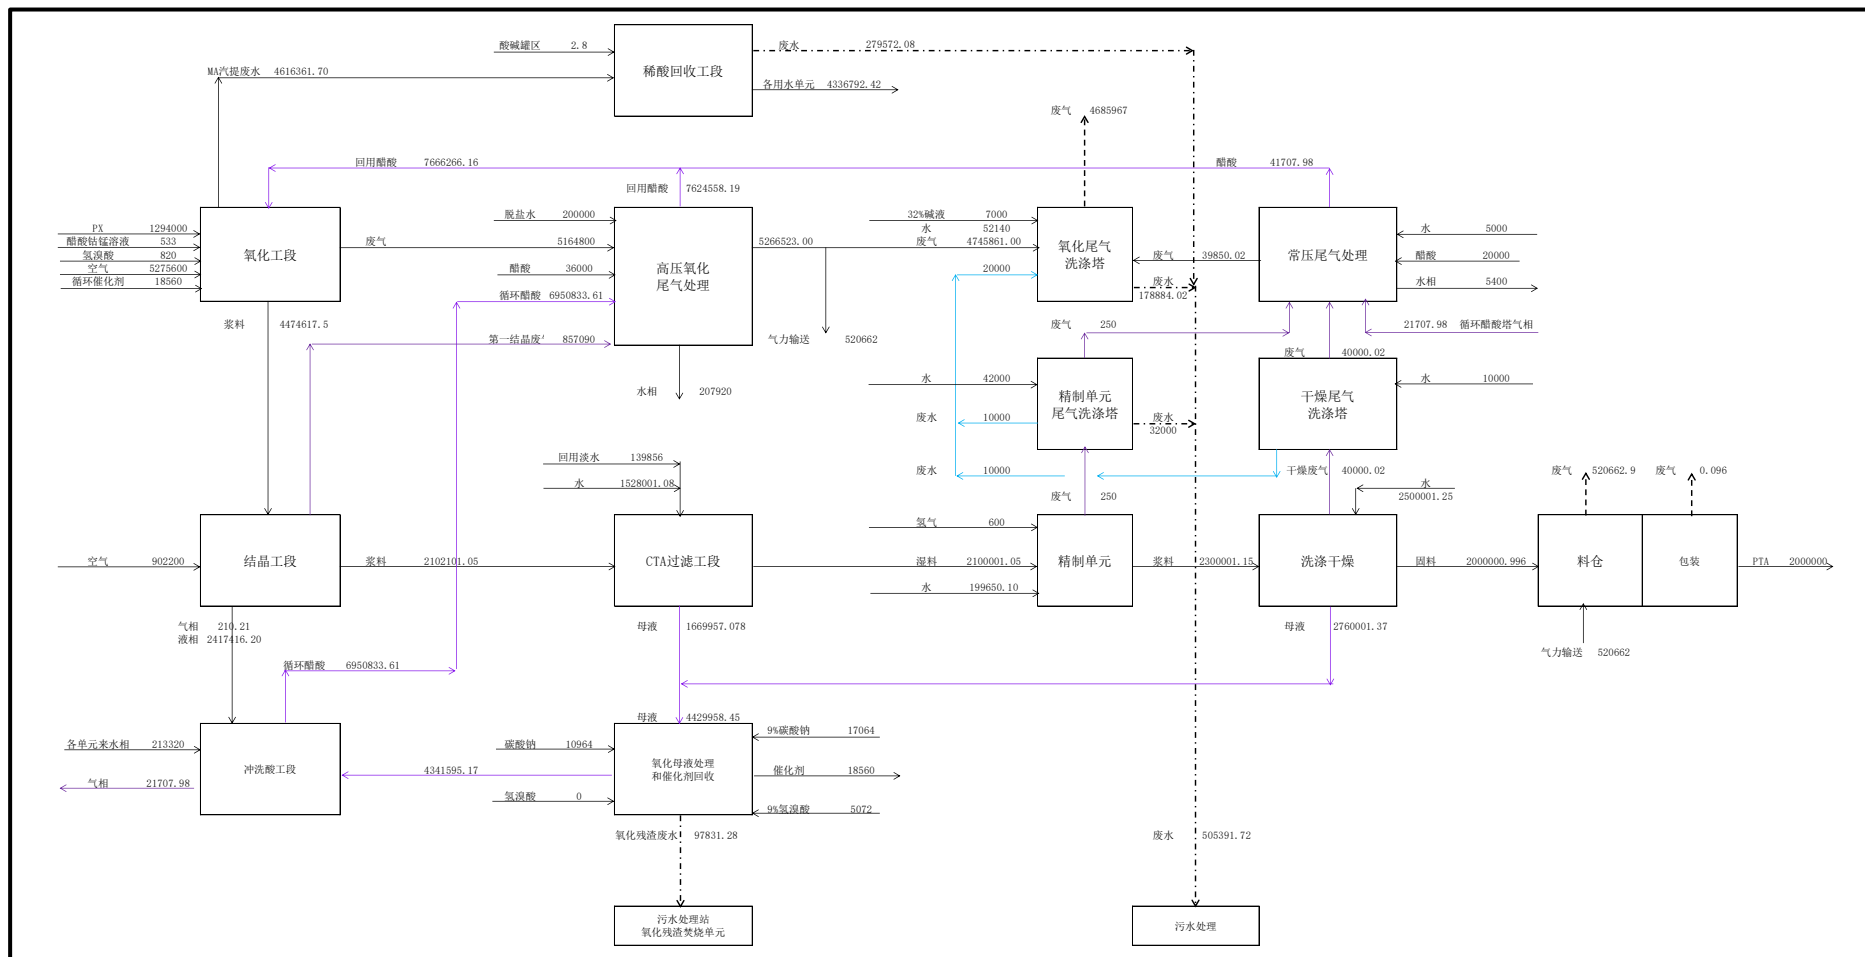 酸碱罐区 2.8
废水 279572.08
MA汽提废水 4616361.70
稀酸回收工段
各用水单元 4336792.42
废气 4685967
回用醋酸 7666266.16
醋酸 41707.98
回用醋酸 7624558.19
PX 1294000
醋酸钴锰溶液 533
氢溴酸 820
空气 5275600
循环催化剂 18560
氧化工段
废气 5164800
脱盐水 200000
醋酸 36000
循环醋酸 6950833.61
高压氧化
尾气处理
5266523.00
32%碱液 7000
水 52140
废气 4745861.00
20000
氧化尾气
洗涤塔
废气 39850.02
废水
178884.02
常压尾气处理
水 5000
醋酸 20000
水相 5400
浆料 4474617.5
第一结晶废 857090
气力输送 520662
废气 250
21707.98 循环醋酸塔气相
废气 40000.02
水相 207920
水 42000
废水 10000
精制单元
尾气洗涤塔
废水
32000
干燥尾气
洗涤塔
水 10000
回用淡水 139856
水 1528001.08
废水 10000
废气 250
干燥废气 40000.02
水
2500001.25
废气 520662.9
废气 0.096
空气 902200
结晶工段
浆料 2102101.05
CTA过滤工段
氢气 600
湿料 2100001.05
水 199650.10
精制单元
浆料 2300001.15
洗涤干燥
固料 2000000.996
料仓
包装
PTA 2000000
气相 210.21
液相 2417416.20
母液 1669957.078
母液 2760001.37
气力输送 520662
循环醋酸 6950833.61
母液 4429958.45
各单元来水相 213320
气相 21707.98
冲洗酸工段
碳酸钠 10964
4341595.17
氢溴酸 0
氧化母液处理
和催化剂回收
9%碳酸钠 17064
催化剂 18560
9%氢溴酸 5072
氧化残渣废水 97831.28
废水 505391.72
污水处理站
氧化残渣焚烧单元
污水处理